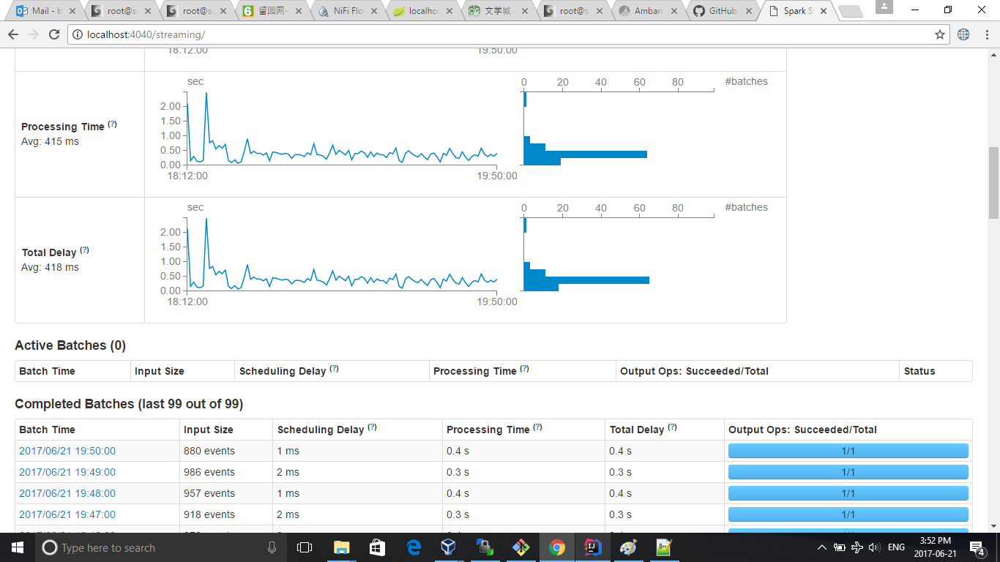 Mail - b
root@sa
root@sa
留园网-
NiFi Flo
localhos
文学城 -
root@sa
Ambari
GitHub
Spark S
localhost:4040/streaming/
18:12:00 19:50:00
sec 0 20 40 60 80 #batches
2.00
1.50
1.00
0.50
0.00
Processing Time (?)
Avg: 415 ms
18:12:00 19:50:00
sec 0 20 40 60 80 #batches
2.00
1.50
1.00
0.50
0.00
Total Delay (?)
Avg: 418 ms
18:12:00 19:50:00
Active Batches (0)
Batch Time Input Size Scheduling Delay (?) Processing Time (?) Output Ops: Succeeded/Total Status
Completed Batches (last 99 out of 99)
Batch Time Input Size Scheduling Delay (?) Processing Time (?) Total Delay (?) Output Ops: Succeeded/Total
2017/06/21 19:50:00 880 events 1 ms 0.4 s 0.4 s 1/1
2017/06/21 19:49:00 986 events 2 ms 0.3 s 0.3 s 1/1
2017/06/21 19:48:00 957 events 1 ms 0.4 s 0.4 s 1/1
2017/06/21 19:47:00 918 events 2 ms 0.3 s 0.3 s 1/1
Type here to search
ENG
3:52 PM
2017-06-21
4